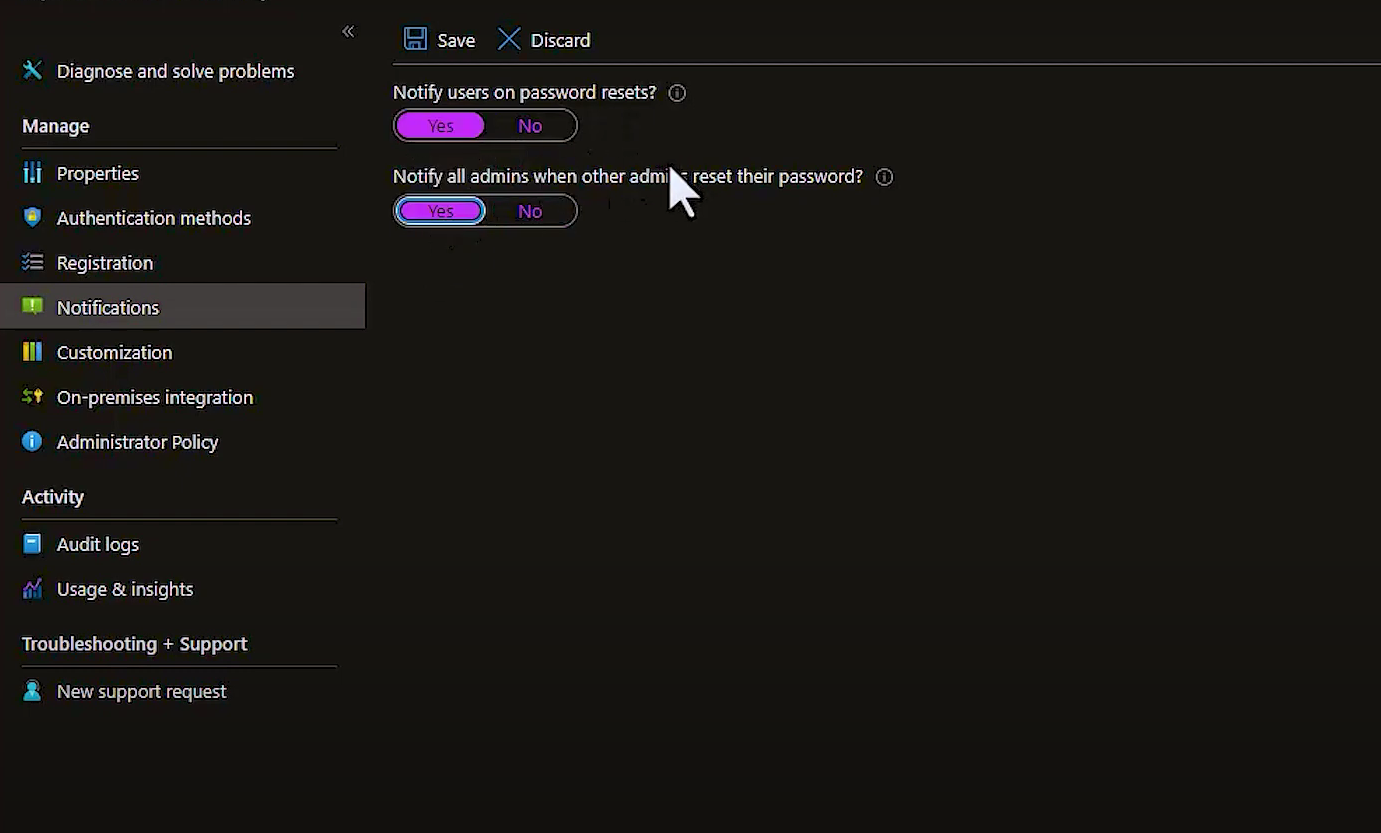 Save Discard
Diagnose and solve problems
Manage
Properties
Authentication methods
Registration
Notifications
Customization
On-premises integration
Administrator Policy
Activity
Audit logs
Usage & insights
Troubleshooting + Support
New support request
Notify users on password resets?
Yes No
Notify all admins when other admins reset their password?
Yes No